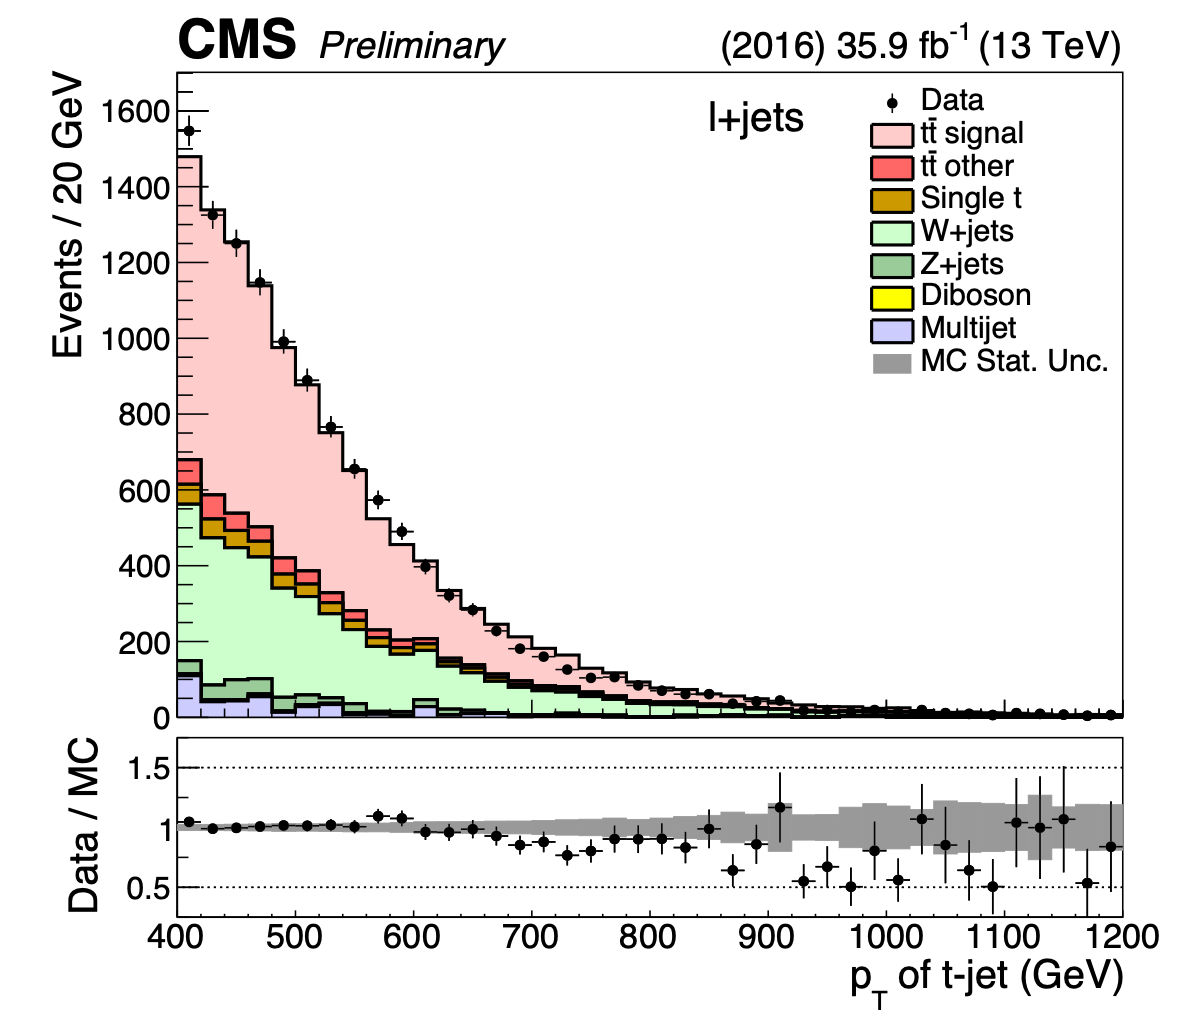 CMS Preliminary (2016) 35.9 fb⁻¹ (13 TeV)
Events / 20 GeV
1600
1400
1200
1000
800
600
400
200
0
l+jets
Data
tt̄ signal
tt̄ other
Single t
W+jets
Z+jets
Diboson
Multijet
MC Stat. Unc.
Data / MC
1.5
1
0.5
400 500 600 700 800 900 1000 1100 1200
p_T of t-jet (GeV)